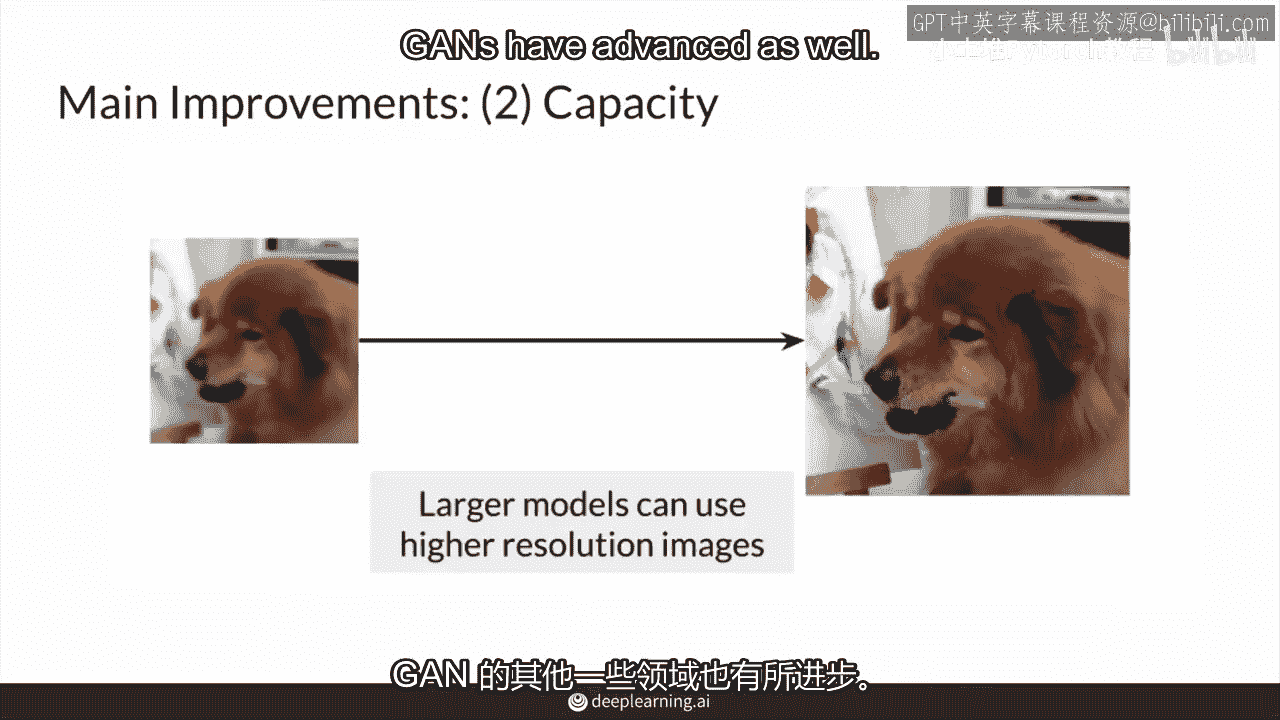 GPT中英字幕课程资源@bilibili.com
GANs have advanced as well.
Main Improvements: (2) Capacity
Larger models can use
higher resolution images
GAN 的其他一些领域也有所进步。
deeplearning.ai